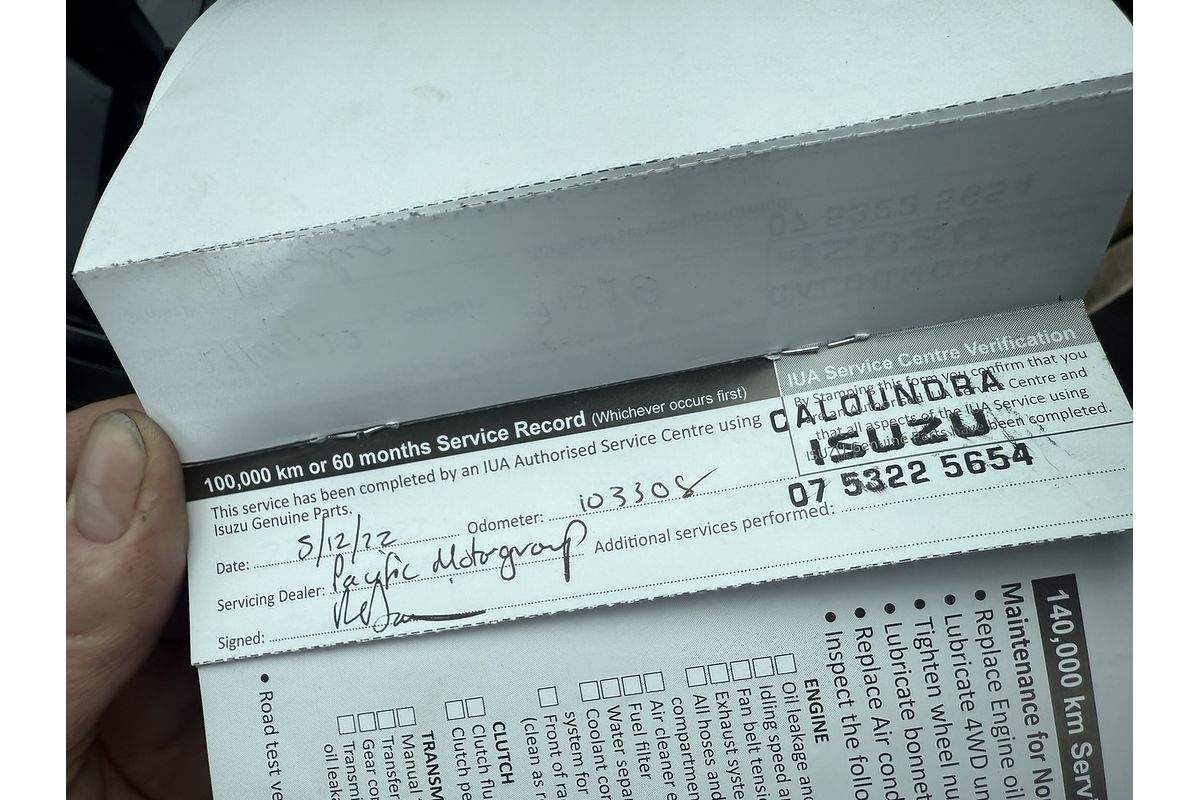 100,000 km or 60 months Service Record (Whichever occurs first)
This service has been completed by an IUA Authorised Service Centre using
Isuzu Genuine Parts.
Date: 5/12/22 Odometer: 103308
Servicing Dealer: Pacific Motorgroup Additional services performed:
Signed:
IUA Service Centre Verification
By Stamping this form you confirm that you
Centre and
that all aspects of the IUA Service using
been completed.
CALOUNDRA
ISUZU
07 5322 5654
140,000 km Serv
Maintenance for No
• Replace Engine oil
• Lubricate 4WD un
• Tighten wheel nu
• Lubricate bonnet
• Replace Air cond
• Inspect the follo
ENGINE
Oil leakage and
Idling speed a
Fan belt tensi
Exhaust syste
All hoses and
compartment
Air cleaner e
Fuel filter
Water separ
Coolant con
system for
Front of ra
(clean as r
CLUTCH
Clutch flu
Clutch pe
TRANSM
Manual
Transfer
Gear co
Transmi
oil leaka
• Road test ve